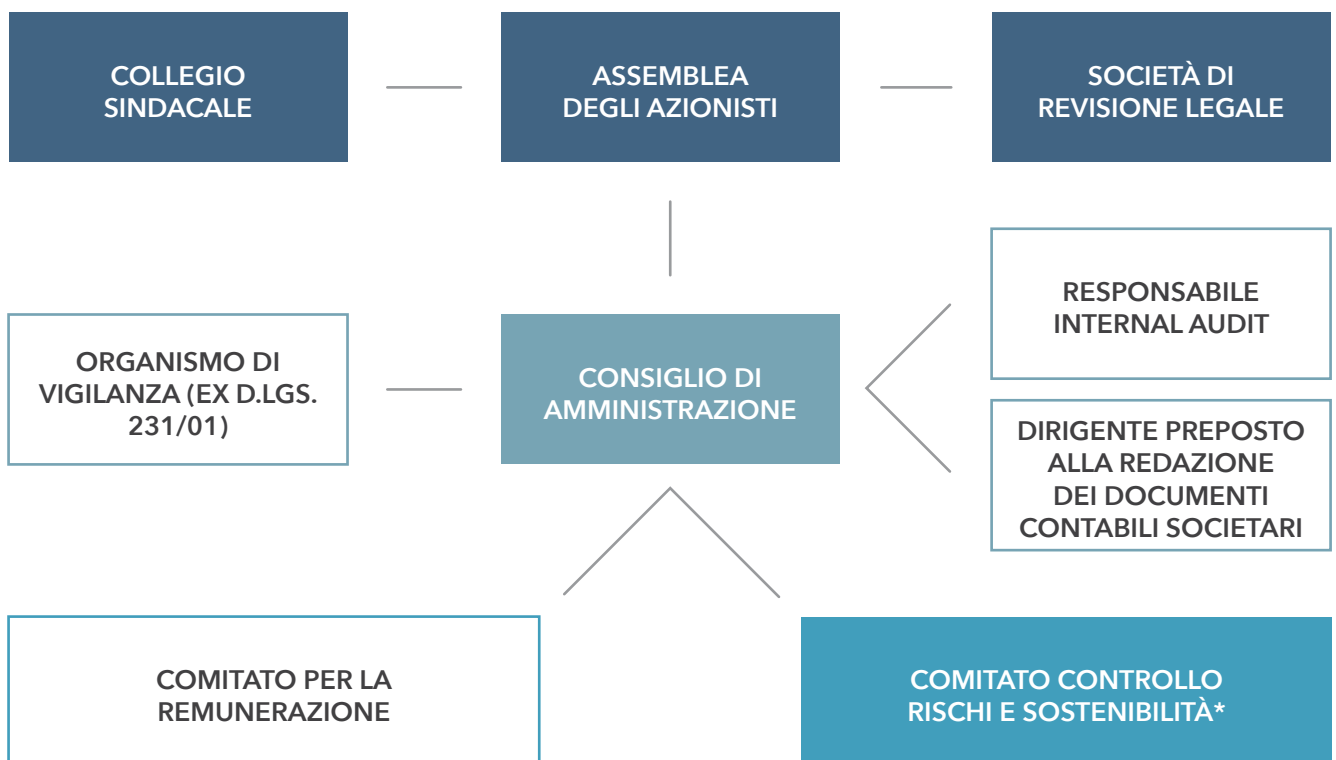 COLLEGIO
SINDACALE
ASSEMBLEA
DEGLI AZIONISTI
SOCIETÀ DI
REVISIONE LEGALE
RESPONSABILE
INTERNAL AUDIT
ORGANISMO DI
VIGILANZA (EX D.LGS.
231/01)
CONSIGLIO DI
AMMINISTRAZIONE
DIRIGENTE PREPOSTO
ALLA REDAZIONE
DEI DOCUMENTI
CONTABILI SOCIETARI
COMITATO PER LA
REMUNERAZIONE
COMITATO CONTROLLO
RISCHI E SOSTENIBILITÀ*